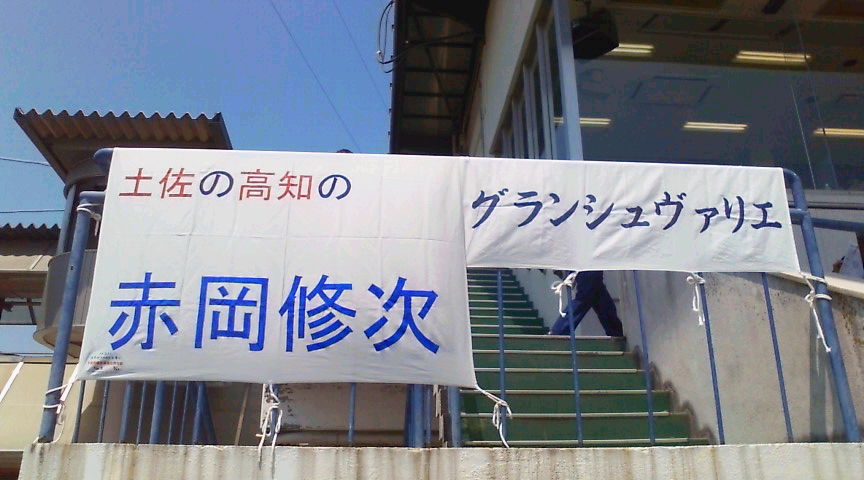 土佐の高知の
赤岡修次
グランシュヴァリエ